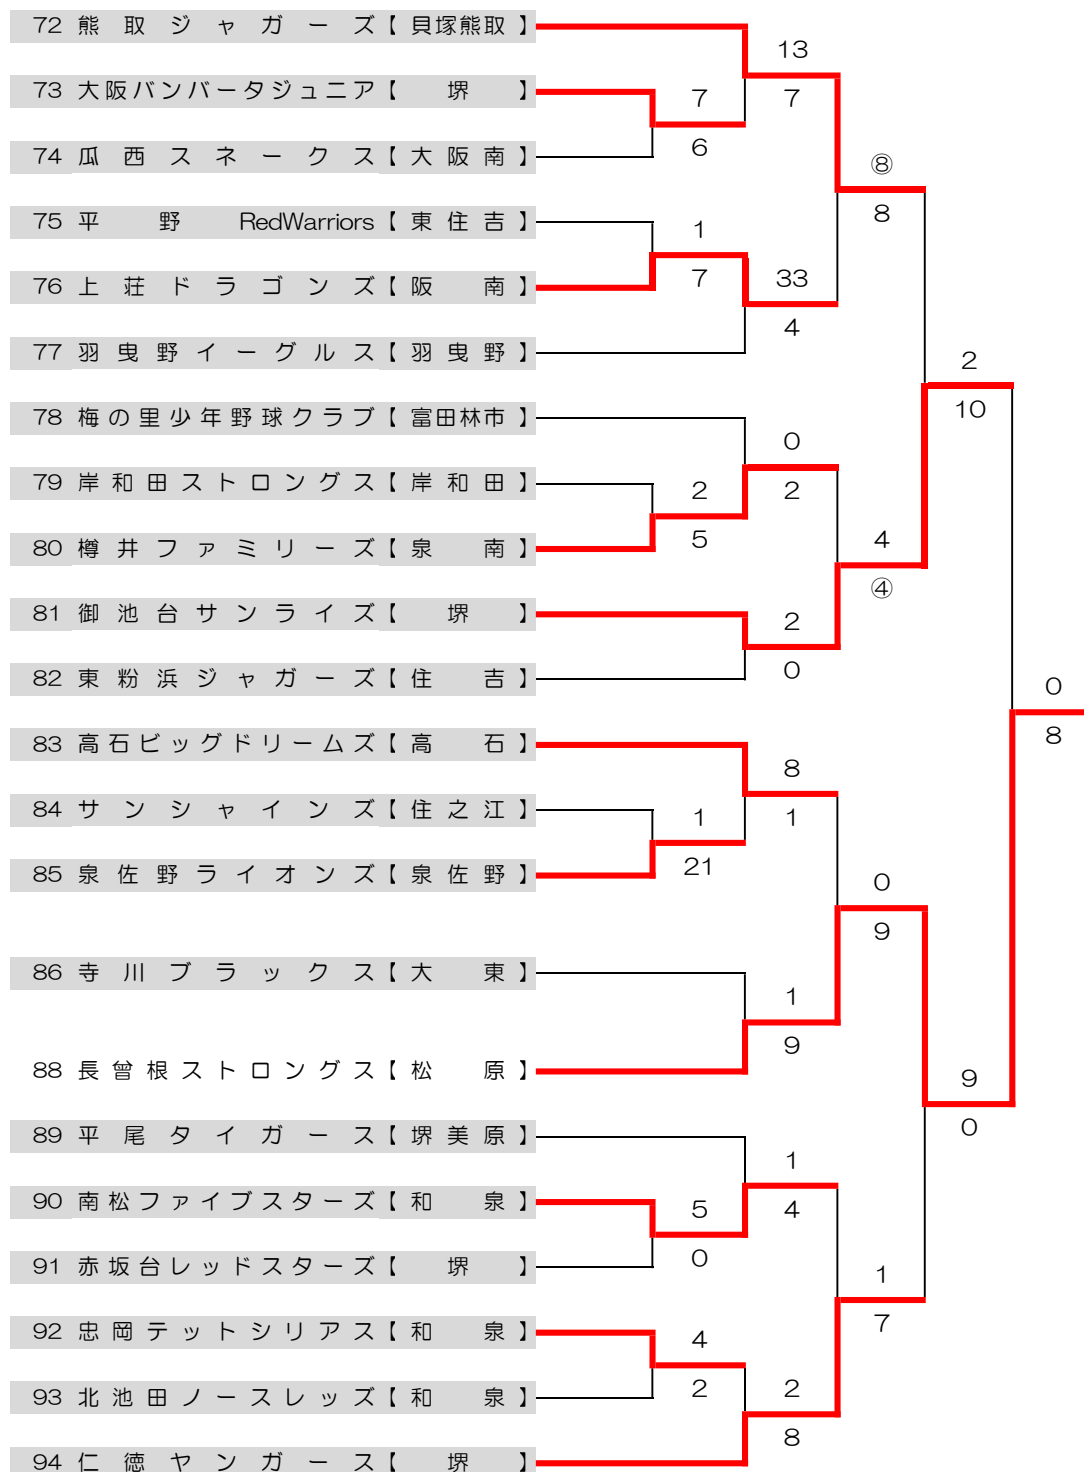 72 熊取ジャガーズ【貝塚熊取】
13
73 大阪バンバータジュニア【堺】
7
7
74 瓜西スネークス【大阪南】
6
⑧
75 平野 RedWarriors【東住吉】
8
1
76 上荘ドラゴンズ【阪南】
7
33
4
77 羽曳野イーグルス【羽曳野】
2
10
78 梅の里少年野球クラブ【富田林市】
0
79 岸和田ストロングス【岸和田】
2
2
80 樽井ファミリーズ【泉南】
5
4
④
81 御池台サンライズ【堺】
2
0
82 東粉浜ジャガーズ【住吉】
0
8
83 高石ビッグドリームズ【高石】
8
84 サンシャインズ【住之江】
1
1
85 泉佐野ライオンズ【泉佐野】
21
0
9
86 寺川ブラックス【大東】
1
9
88 長曾根ストロングス【松原】
9
0
89 平尾タイガース【堺美原】
1
90 南松ファイブスターズ【和泉】
5
4
91 赤坂台レッドスターズ【堺】
0
1
7
92 忠岡テットシリアス【和泉】
4
93 北池田ノースレッズ【和泉】
2
2
8
94 仁徳ヤンガース【堺】